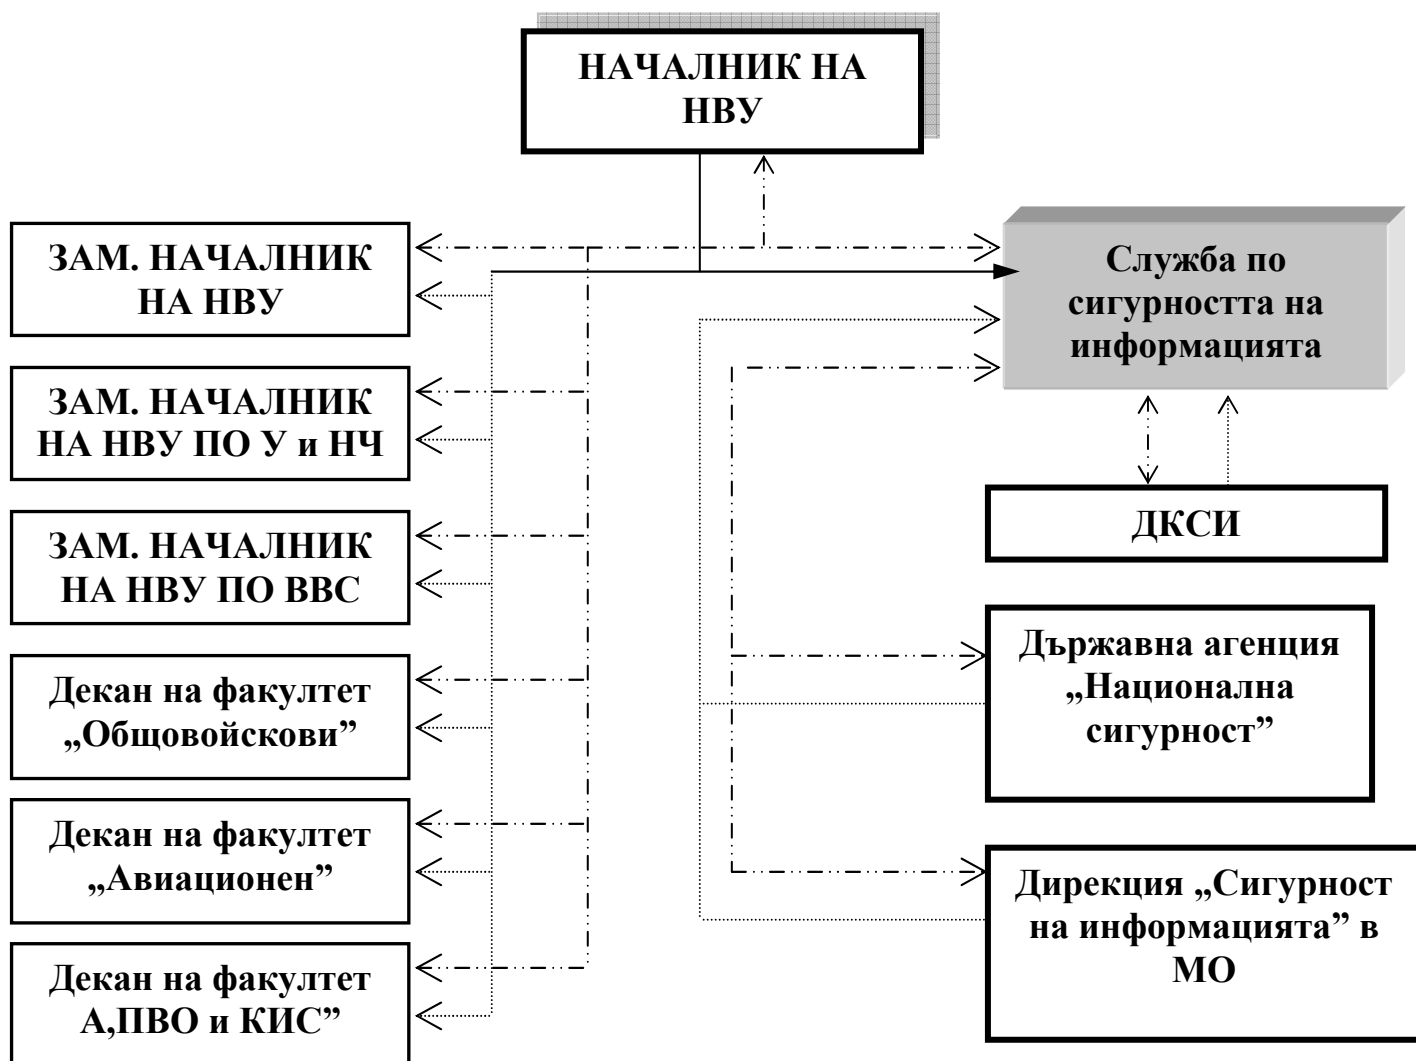 НАЧАЛНИК НА
НВУ
ЗАМ. НАЧАЛНИК
НА НВУ
ЗАМ. НАЧАЛНИК
НА НВУ ПО У и НЧ
ЗАМ. НАЧАЛНИК
НА НВУ ПО ВВС
Декан на факултет
„Общовойскови”
Декан на факултет
„Авиационен”
Декан на факултет
А,ПВО и КИС”
Служба по
сигурността на
информацията
ДКСИ
Държавна агенция
„Национална
сигурност”
Дирекция „Сигурност
на информацията” в
МО